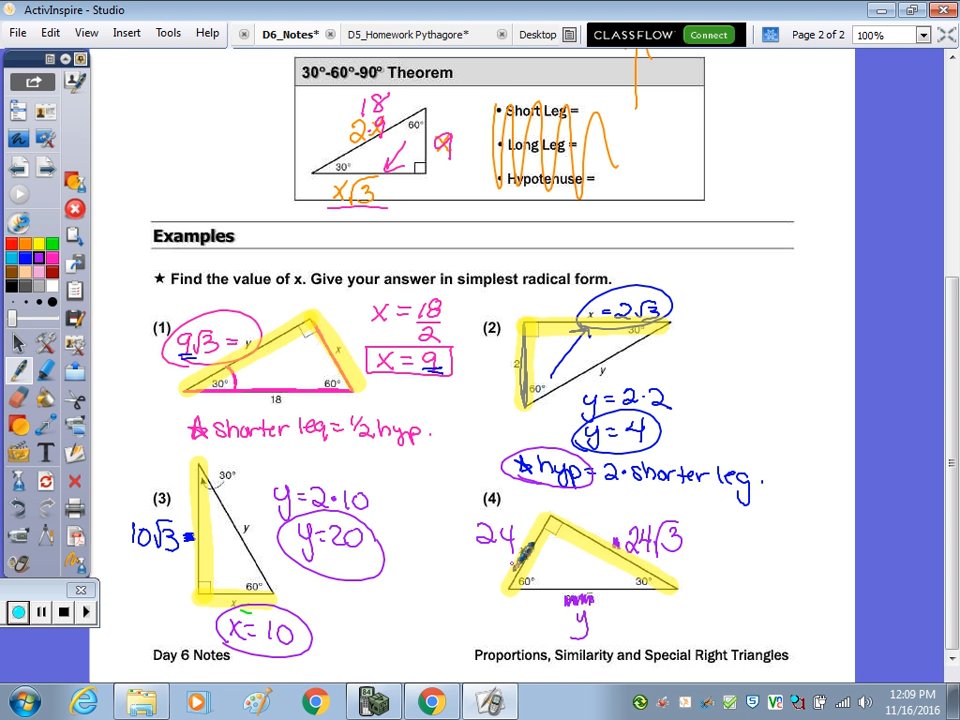 ActivInspire - Studio
File Edit View Insert Tools Help
D6_Notes* D5_Homework Pythagore* Desktop CLASSFLOW Page 2 of 2 100%
30°-60°-90° Theorem
18
60°
30°
x√3
• Short Leg =
• Long Leg =
• Hypotenuse =
Examples
★ Find the value of x. Give your answer in simplest radical form.
(1)
9√3 = y
x
30°
60°
18
x = 18/2
x = 9
☆ shorter leg = 1/2 hyp.
(2)
x = 2√3
30°
2
60°
y
y = 2·2
y = 4
☆ hyp = 2·shorter leg.
(3)
30°
10√3 =
y
60°
x = 10
y = 2·10
y = 20
(4)
24
24√3
60°
30°
y
Day 6 Notes
Proportions, Similarity and Special Right Triangles
12:09 PM
11/16/2016